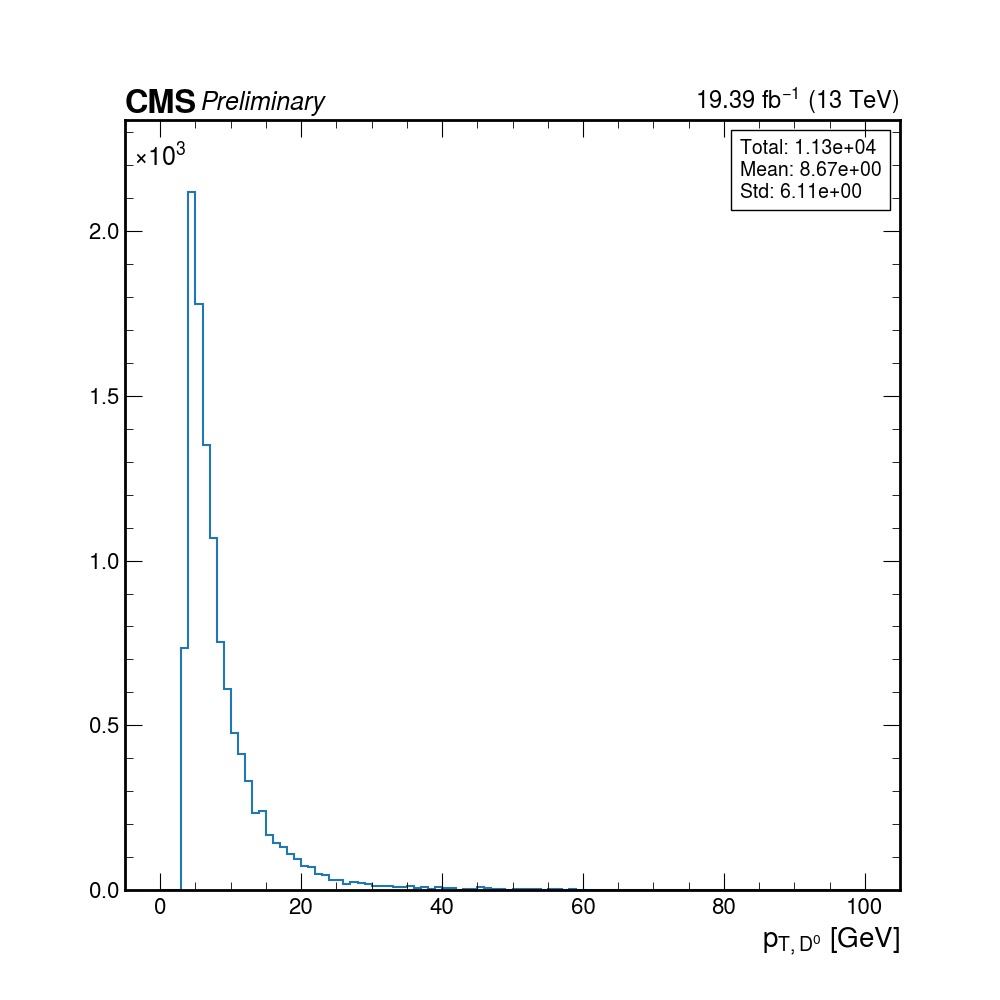 CMS Preliminary
19.39 fb⁻¹ (13 TeV)
×10³
Total: 1.13e+04
Mean: 8.67e+00
Std: 6.11e+00
2.0
1.5
1.0
0.5
0.0
0 20 40 60 80 100
p_{T, D⁰} [GeV]